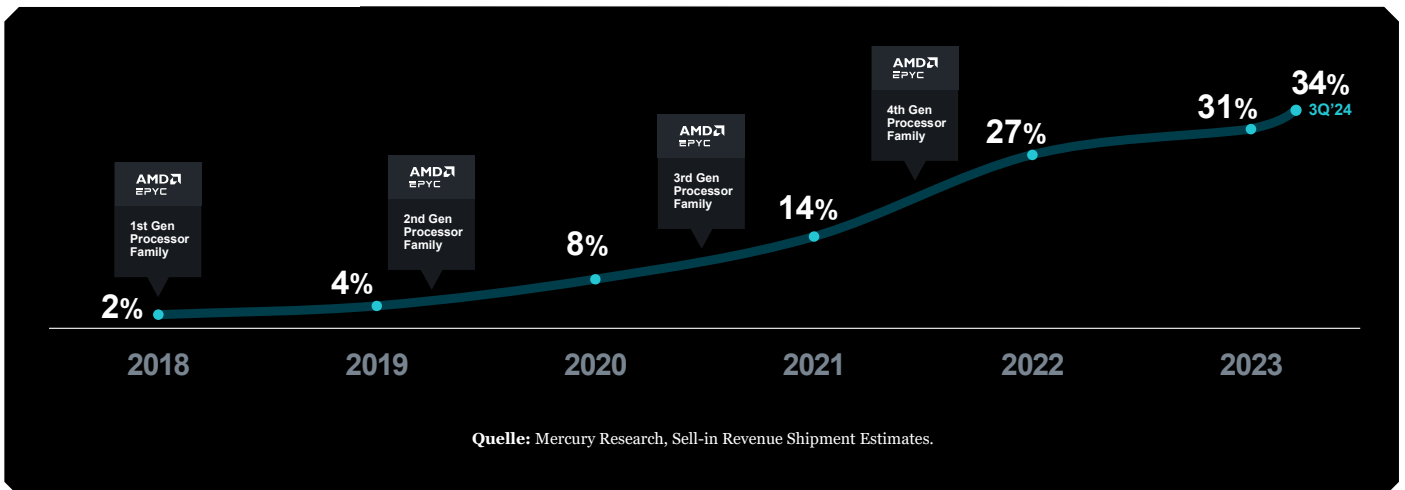 AMD
EPYC
1st Gen
Processor
Family
2%
AMD
EPYC
2nd Gen
Processor
Family
4%
8%
AMD
EPYC
3rd Gen
Processor
Family
14%
AMD
EPYC
4th Gen
Processor
Family
27%
31%
34%
3Q'24
2018 2019 2020 2021 2022 2023
Quelle: Mercury Research, Sell-in Revenue Shipment Estimates.